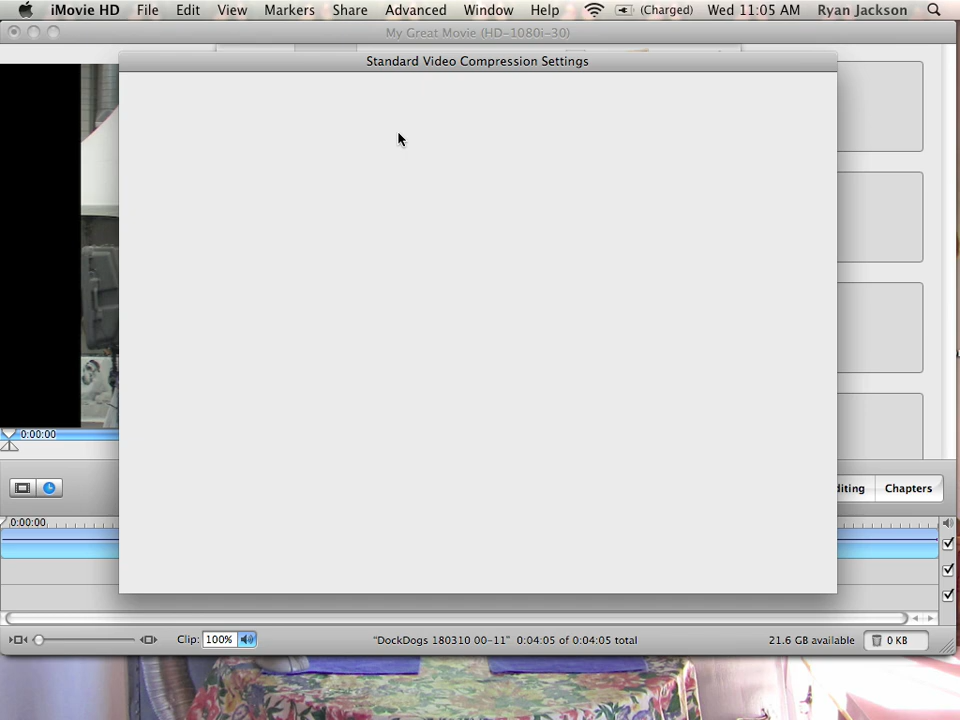 iMovie HD File Edit View Markers Share Advanced Window Help (Charged) Wed 11:05 AM Ryan Jackson
My Great Movie (HD-1080i-30)
Standard Video Compression Settings
0:00:00
diting Chapters
0:00:00
Clip: 100% "DockDogs 180310 00-11" 0:04:05 of 0:04:05 total 21.6 GB available 0 KB